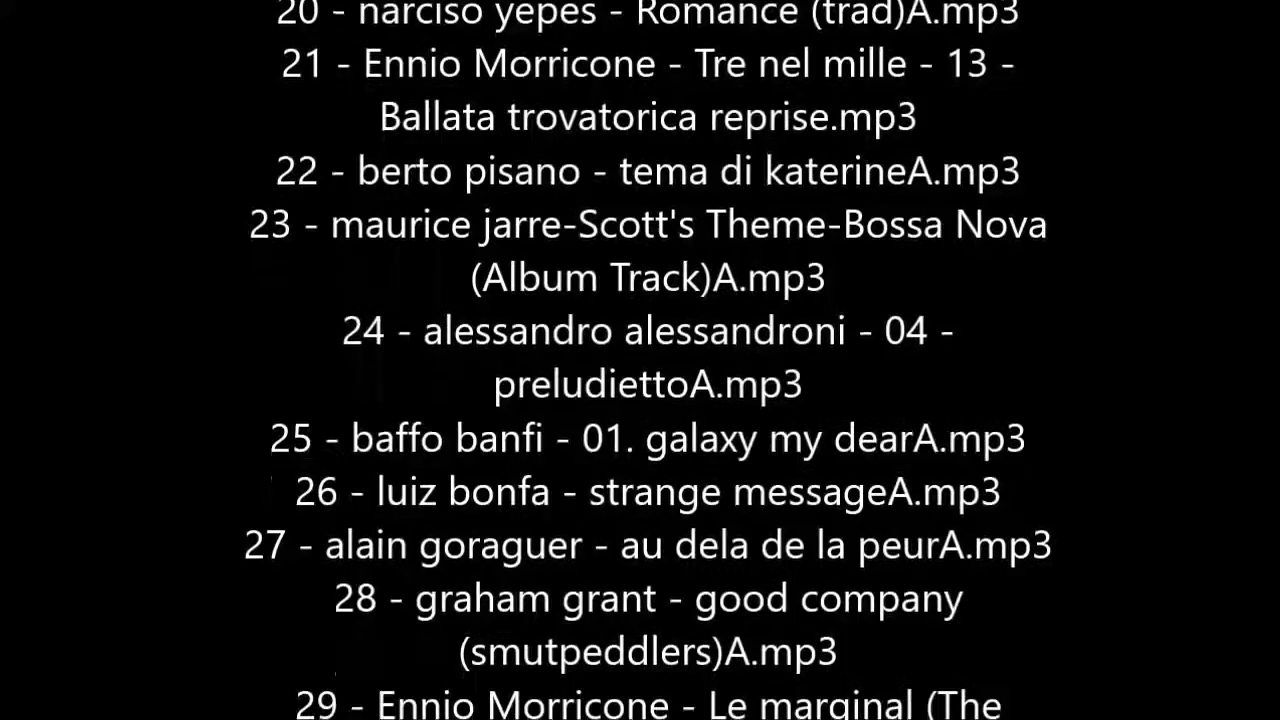 20 - narciso yepes - Romance (trad)A.mp3
21 - Ennio Morricone - Tre nel mille - 13 -
Ballata trovatorica reprise.mp3
22 - berto pisano - tema di katerineA.mp3
23 - maurice jarre-Scott's Theme-Bossa Nova
(Album Track)A.mp3
24 - alessandro alessandroni - 04 -
preludiettoA.mp3
25 - baffo banfi - 01. galaxy my dearA.mp3
26 - luiz bonfa - strange messageA.mp3
27 - alain goraguer - au dela de la peurA.mp3
28 - graham grant - good company
(smutpeddlers)A.mp3
29 - Ennio Morricone - Le marginal (The